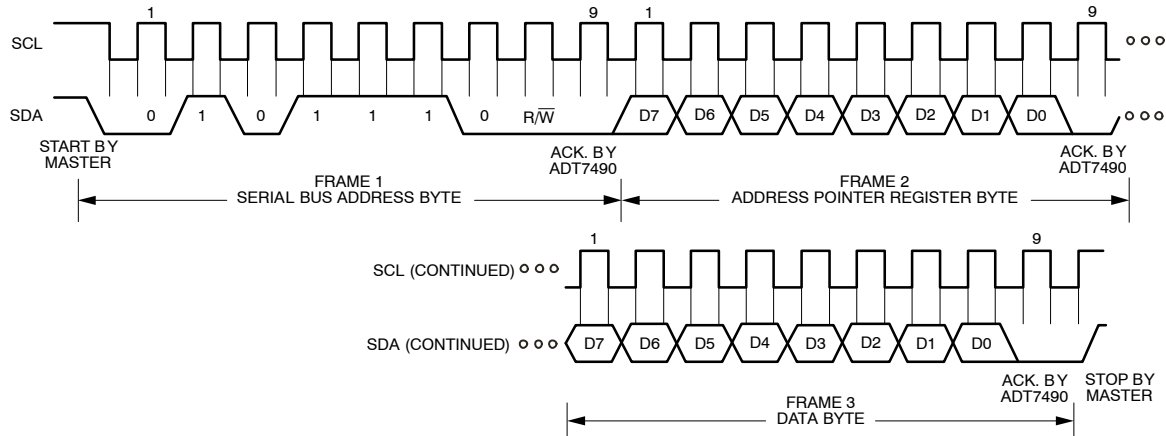 1 9 1 9
SCL
SDA
0 1 0 1 1 1 0 R/W̅ D7 D6 D5 D4 D3 D2 D1 D0
START BY
MASTER
ACK. BY
ADT7490
ACK. BY
ADT7490
FRAME 1
SERIAL BUS ADDRESS BYTE
FRAME 2
ADDRESS POINTER REGISTER BYTE
1 9
SCL (CONTINUED)
SDA (CONTINUED)
D7 D6 D5 D4 D3 D2 D1 D0
ACK. BY
ADT7490
STOP BY
MASTER
FRAME 3
DATA BYTE